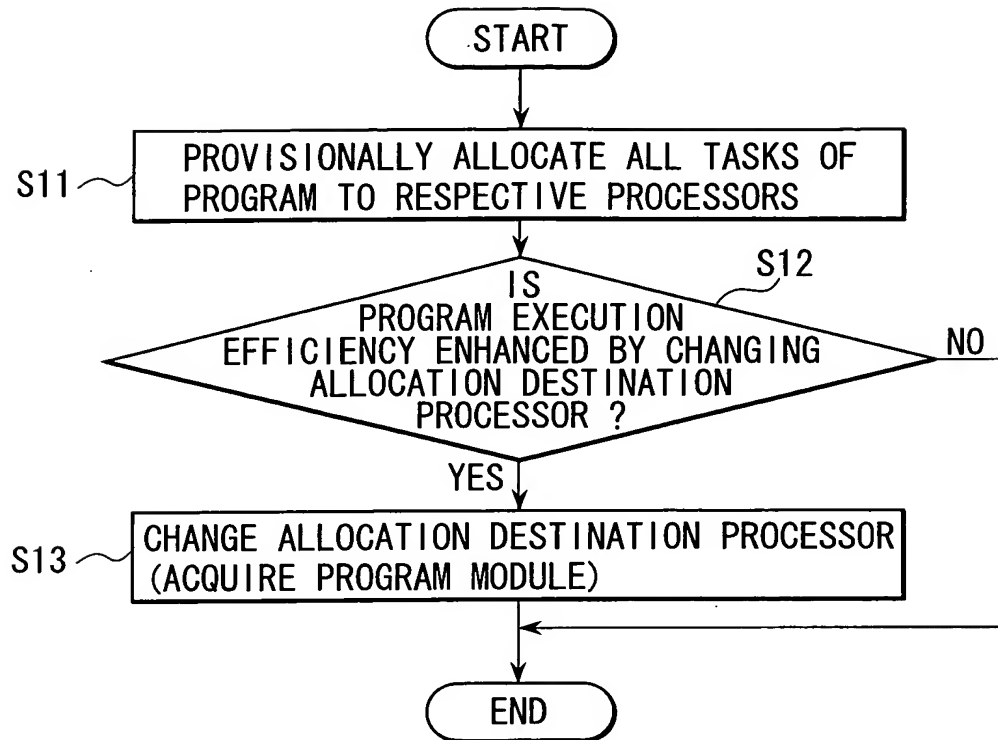 START
S11
PROVISIONALLY ALLOCATE ALL TASKS OF
PROGRAM TO RESPECTIVE PROCESSORS
S12
IS
PROGRAM EXECUTION
EFFICIENCY ENHANCED BY CHANGING
ALLOCATION DESTINATION
PROCESSOR ?
NO
YES
S13
CHANGE ALLOCATION DESTINATION PROCESSOR
(ACQUIRE PROGRAM MODULE)
END